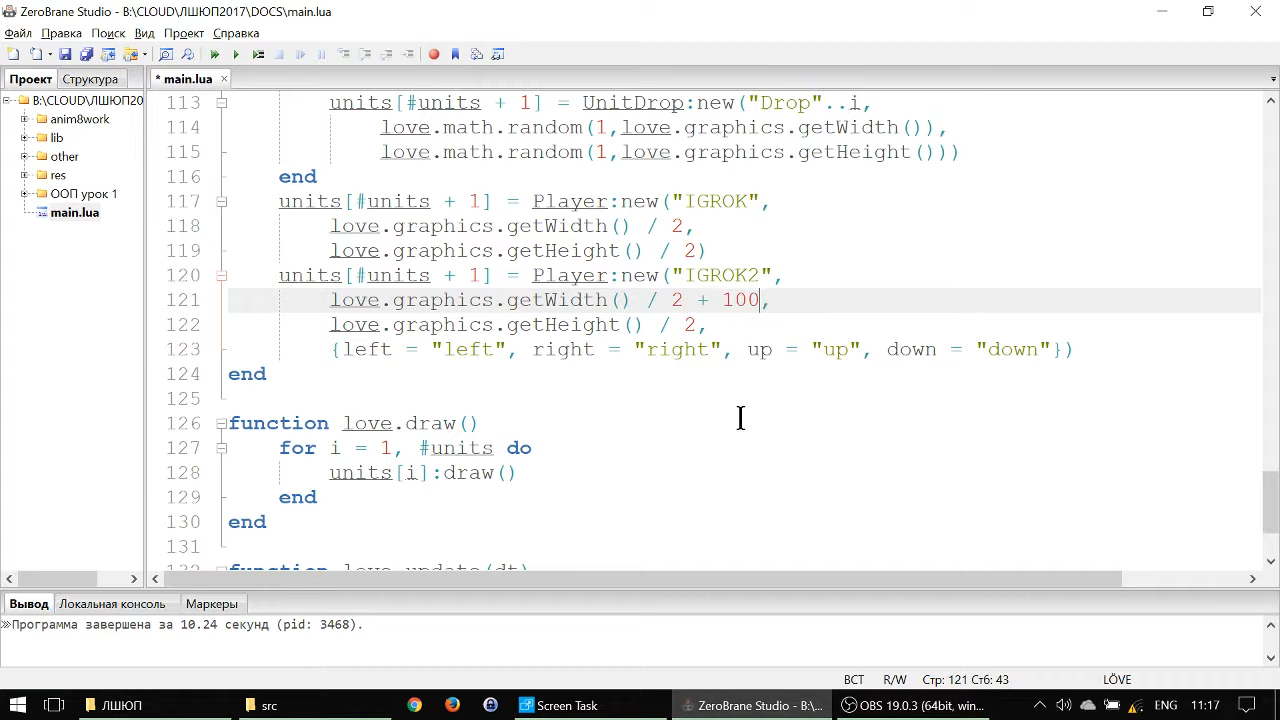 ZeroBrane Studio - B:\CLOUD\ЛШЮП2017\DOCS\main.lua
Файл Правка Поиск Вид Проект Справка
Проект Структура
* main.lua ×
B:\CLOUD\ЛШЮП20
anim8work
lib
other
res
ООП урок 1
main.lua
113 units[#units + 1] = UnitDrop:new("Drop"..i,
114 love.math.random(1,love.graphics.getWidth()),
115 love.math.random(1,love.graphics.getHeight()))
116 end
117 units[#units + 1] = Player:new("IGROK",
118 love.graphics.getWidth() / 2,
119 love.graphics.getHeight() / 2)
120 units[#units + 1] = Player:new("IGROK2",
121 love.graphics.getWidth() / 2 + 100,
122 love.graphics.getHeight() / 2,
123 {left = "left", right = "right", up = "up", down = "down"})
124 end
125
126 function love.draw()
127 for i = 1, #units do
128 units[i]:draw()
129 end
130 end
131
132 function love.update(dt)
Вывод Локальная консоль Маркеры
»Программа завершена за 10.24 секунд (pid: 3468).
ВСТ R/W Стр: 121 Стб: 43 LÖVE
ЛШЮП src Screen Task ZeroBrane Studio - B:\... OBS 19.0.3 (64bit, win... ENG 11:17